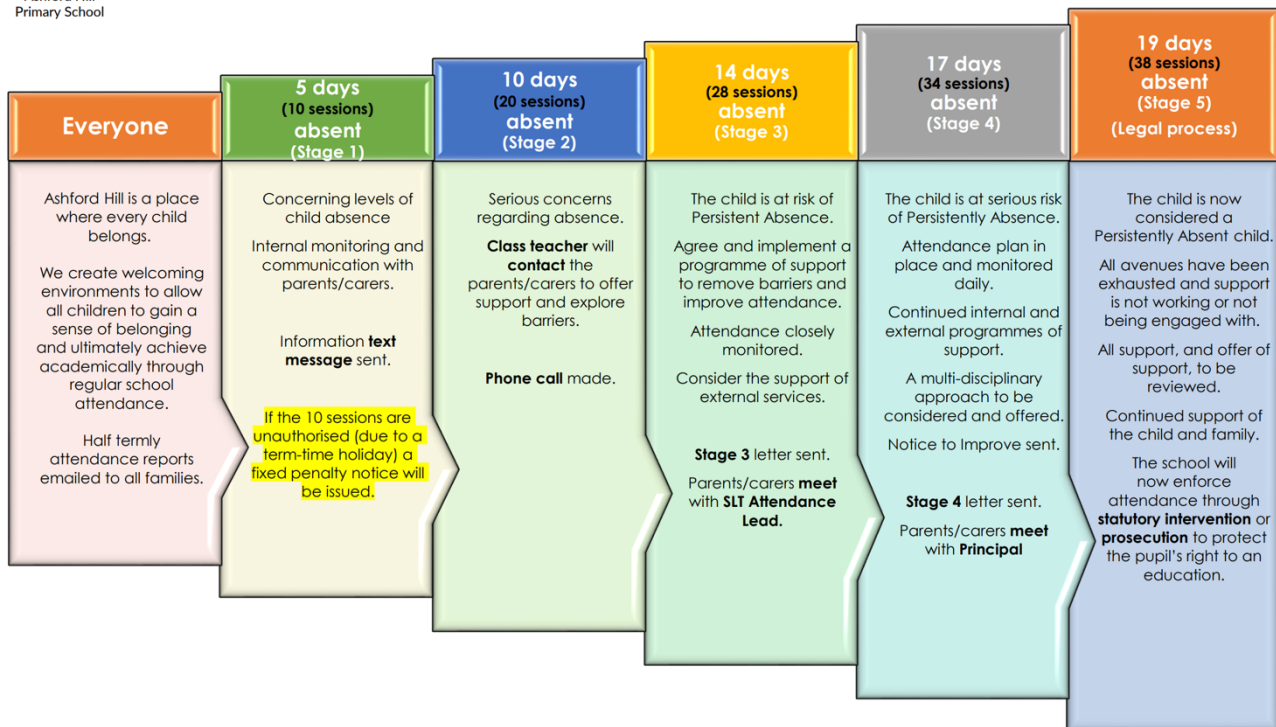 Primary School
Everyone
Ashford Hill is a place
where every child
belongs.
We create welcoming
environments to allow
all children to gain a
sense of belonging
and ultimately achieve
academically through
regular school
attendance.
Half termly
attendance reports
emailed to all families.
5 days
(10 sessions)
absent
(Stage 1)
Concerning levels of
child absence
Internal monitoring and
communication with
parents/carers.
Information text
message sent.
If the 10 sessions are
unauthorised (due to a
term-time holiday) a
fixed penalty notice will
be issued.
10 days
(20 sessions)
absent
(Stage 2)
Serious concerns
regarding absence.
Class teacher will
contact the
parents/carers to offer
support and explore
barriers.
Phone call made.
14 days
(28 sessions)
absent
(Stage 3)
The child is at risk of
Persistent Absence.
Agree and implement a
programme of support
to remove barriers and
improve attendance.
Attendance closely
monitored.
Consider the support of
external services.
Stage 3 letter sent.
Parents/carers meet
with SLT Attendance
Lead.
17 days
(34 sessions)
absent
(Stage 4)
The child is at serious risk
of Persistently Absence.
Attendance plan in
place and monitored
daily.
Continued internal and
external programmes of
support.
A multi-disciplinary
approach to be
considered and offered.
Notice to Improve sent.
Stage 4 letter sent.
Parents/carers meet
with Principal
19 days
(38 sessions)
absent
(Stage 5)
(Legal process)
The child is now
considered a
Persistently Absent child.
All avenues have been
exhausted and support
is not working or not
being engaged with.
All support, and offer of
support, to be
reviewed.
Continued support of
the child and family.
The school will
now enforce
attendance through
statutory intervention or
prosecution to protect
the pupil's right to an
education.